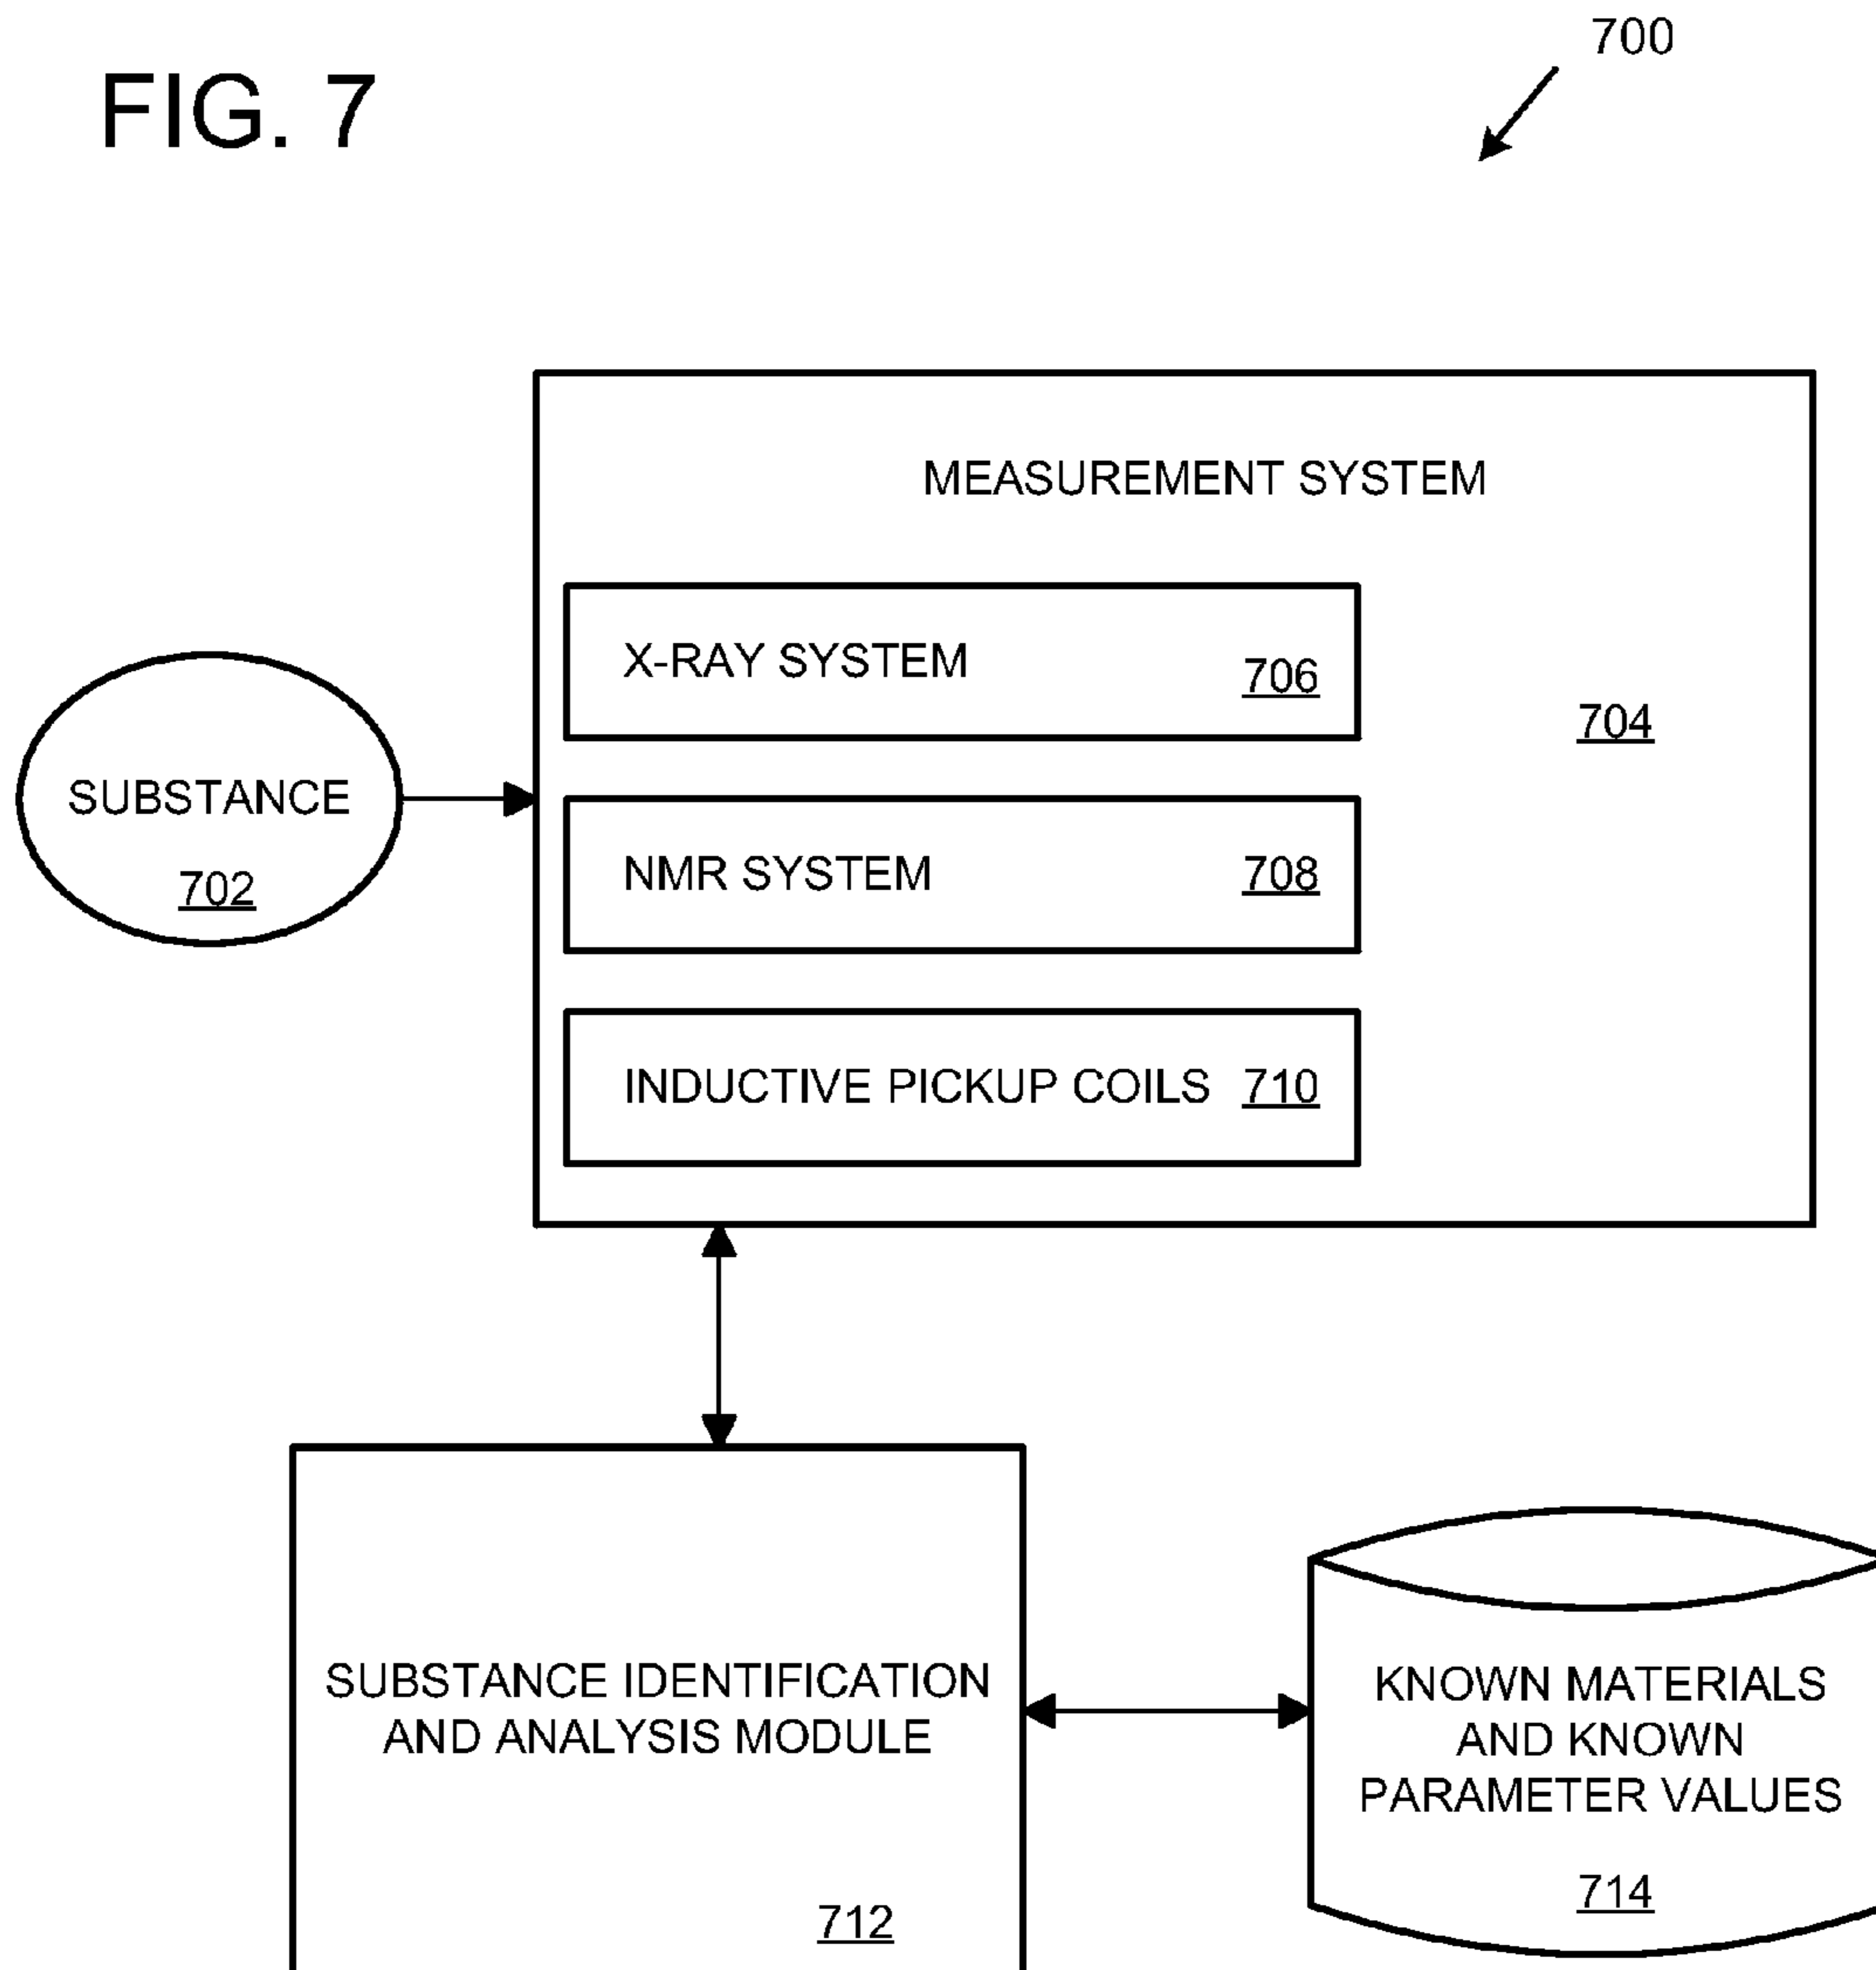 FIG. 7
700
MEASUREMENT SYSTEM
X-RAY SYSTEM 706
704
SUBSTANCE
702
NMR SYSTEM 708
INDUCTIVE PICKUP COILS 710
SUBSTANCE IDENTIFICATION
AND ANALYSIS MODULE
712
KNOWN MATERIALS
AND KNOWN
PARAMETER VALUES
714